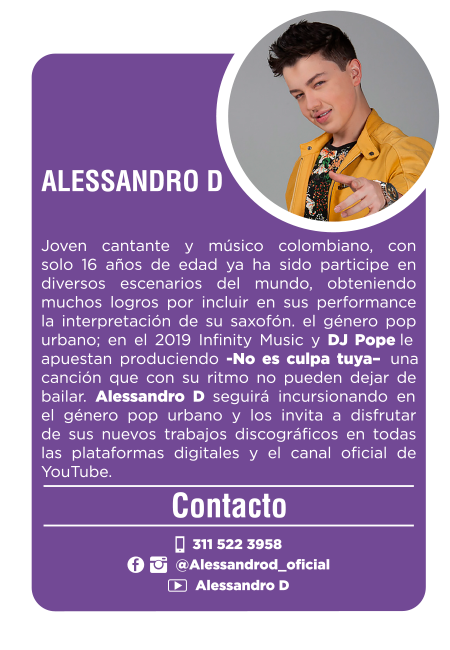 ALESSANDRO D
Joven cantante y músico colombiano, con
solo 16 años de edad ya ha sido participe en
diversos escenarios del mundo, obteniendo
muchos logros por incluir en sus performance
la interpretación de su saxofón. el género pop
urbano; en el 2019 Infinity Music y DJ Pope le
apuestan produciendo -No es culpa tuya– una
canción que con su ritmo no pueden dejar de
bailar. Alessandro D seguirá incursionando en
el género pop urbano y los invita a disfrutar
de sus nuevos trabajos discográficos en todas
las plataformas digitales y el canal oficial de
YouTube.
Contacto
311 522 3958
@Alessandrod_oficial
Alessandro D